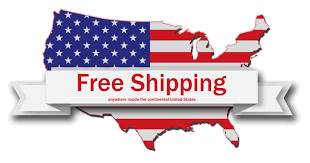 Free Shipping
anywhere inside the continental United States